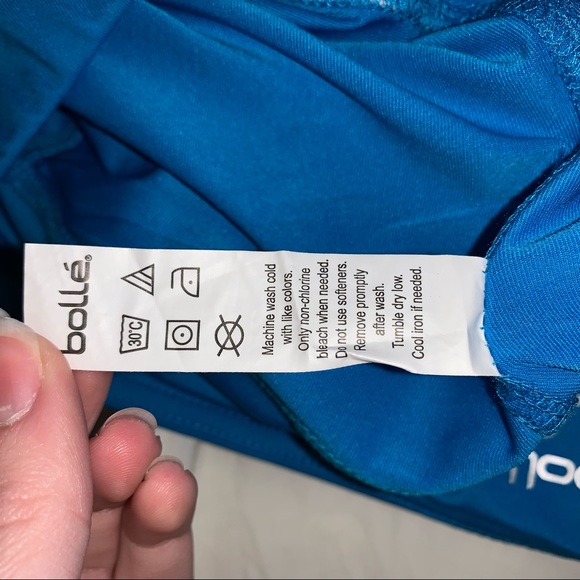 bollé®
30°C
Machine wash cold
with like colors.
Only non-chlorine
bleach when needed.
Do not use softeners.
Remove promptly
after wash.
Tumble dry low.
Cool iron if needed.